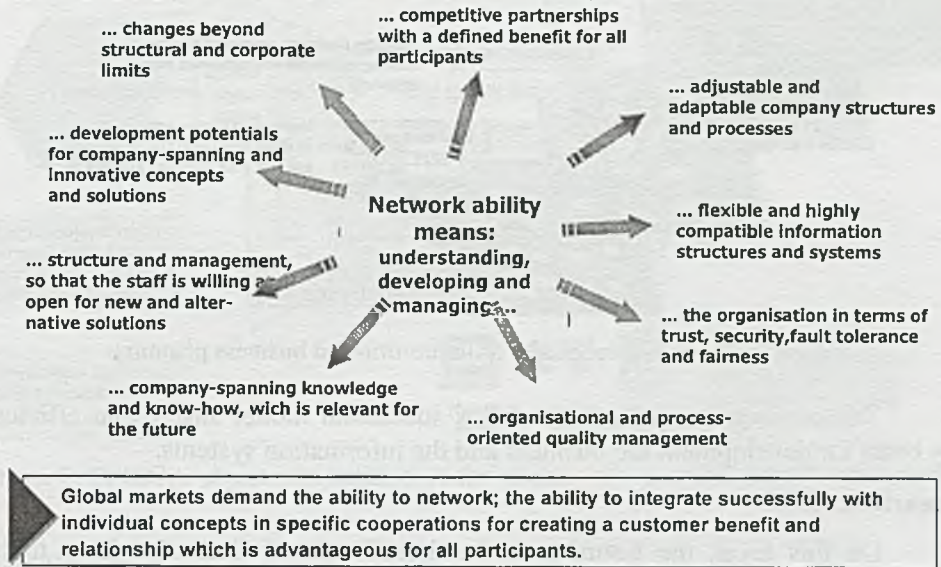 ... changes beyond
structural and corporate
limits
... competitive partnerships
with a defined benefit for all
participants
... adjustable and
adaptable company structures
and processes
... development potentials
for company-spanning and
innovative concepts
and solutions
Network ability
means:
understanding,
developing and
managing ...
... flexible and highly
compatible information
structures and systems
... structure and management,
so that the staff is willing
open for new and alter-
native solutions
... the organisation in terms of
trust, security,fault tolerance
and fairness
... company-spanning knowledge
and know-how, wich is relevant for
the future
... organisational and process-
oriented quality management
Global markets demand the ability to network; the ability to integrate successfully with
individual concepts in specific cooperations for creating a customer benefit and
relationship which is advantageous for all participants.